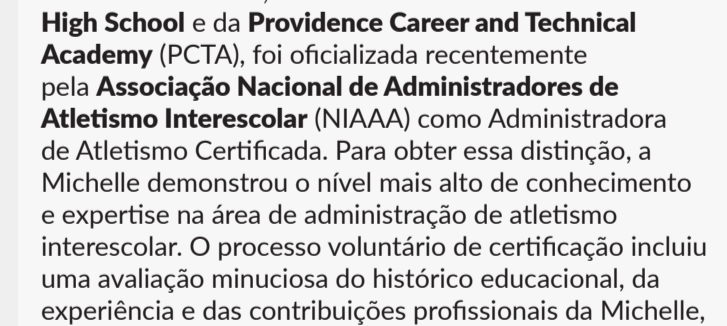 High School e da Providence Career and Technical
Academy (PCTA), foi oficializada recentemente
pela Associação Nacional de Administradores de
Atletismo Interescolar (NIAAA) como Administradora
de Atletismo Certificada. Para obter essa distinção, a
Michelle demonstrou o nível mais alto de conhecimento
e expertise na área de administração de atletismo
interescolar. O processo voluntário de certificação incluiu
uma avaliação minuciosa do histórico educacional, da
experiência e das contribuições profissionais da Michelle,